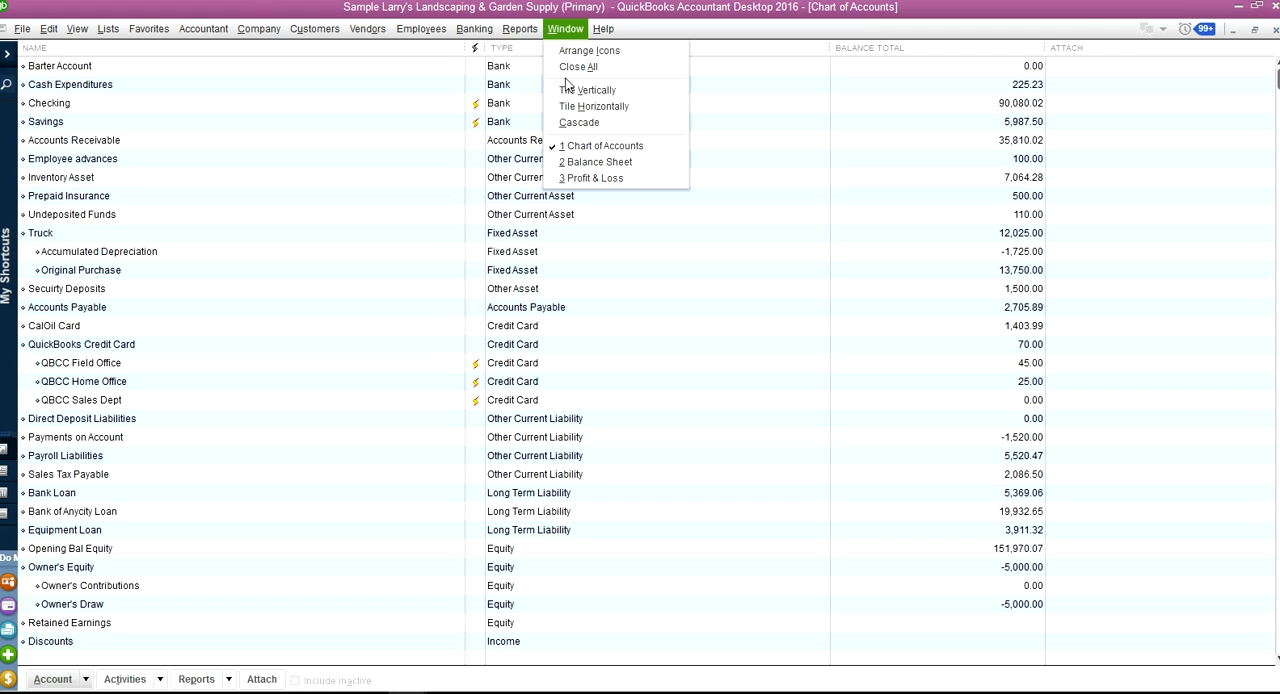 Sample Larry's Landscaping & Garden Supply (Primary) - QuickBooks Accountant Desktop 2016 - [Chart of Accounts]
File Edit View Lists Favorites Accountant Company Customers Vendors Employees Banking Reports Window Help 99+
NAME TYPE BALANCE TOTAL ATTACH
Arrange Icons
Close All
Tile Vertically
Tile Horizontally
Cascade
1 Chart of Accounts
2 Balance Sheet
3 Profit & Loss
Barter Account Bank 0.00
Cash Expenditures Bank 225.23
Checking Bank 90,080.02
Savings Bank 5,987.50
Accounts Receivable Accounts Re 35,810.02
Employee advances Other Curren 100.00
Inventory Asset Other Curren 7,064.28
Prepaid Insurance Other Current Asset 500.00
Undeposited Funds Other Current Asset 110.00
Truck Fixed Asset 12,025.00
Accumulated Depreciation Fixed Asset -1,725.00
Original Purchase Fixed Asset 13,750.00
Secuirty Deposits Other Asset 1,500.00
Accounts Payable Accounts Payable 2,705.89
CalOil Card Credit Card 1,403.99
QuickBooks Credit Card Credit Card 70.00
QBCC Field Office Credit Card 45.00
QBCC Home Office Credit Card 25.00
QBCC Sales Dept Credit Card 0.00
Direct Deposit Liabilities Other Current Liability 0.00
Payments on Account Other Current Liability -1,520.00
Payroll Liabilities Other Current Liability 5,520.47
Sales Tax Payable Other Current Liability 2,086.50
Bank Loan Long Term Liability 5,369.06
Bank of Anycity Loan Long Term Liability 19,932.65
Equipment Loan Long Term Liability 3,911.32
Opening Bal Equity Equity 151,970.07
Owner's Equity Equity -5,000.00
Owner's Contributions Equity 0.00
Owner's Draw Equity -5,000.00
Retained Earnings Equity
Discounts Income
My Shortcuts
Do M
Account Activities Reports Attach Include inactive